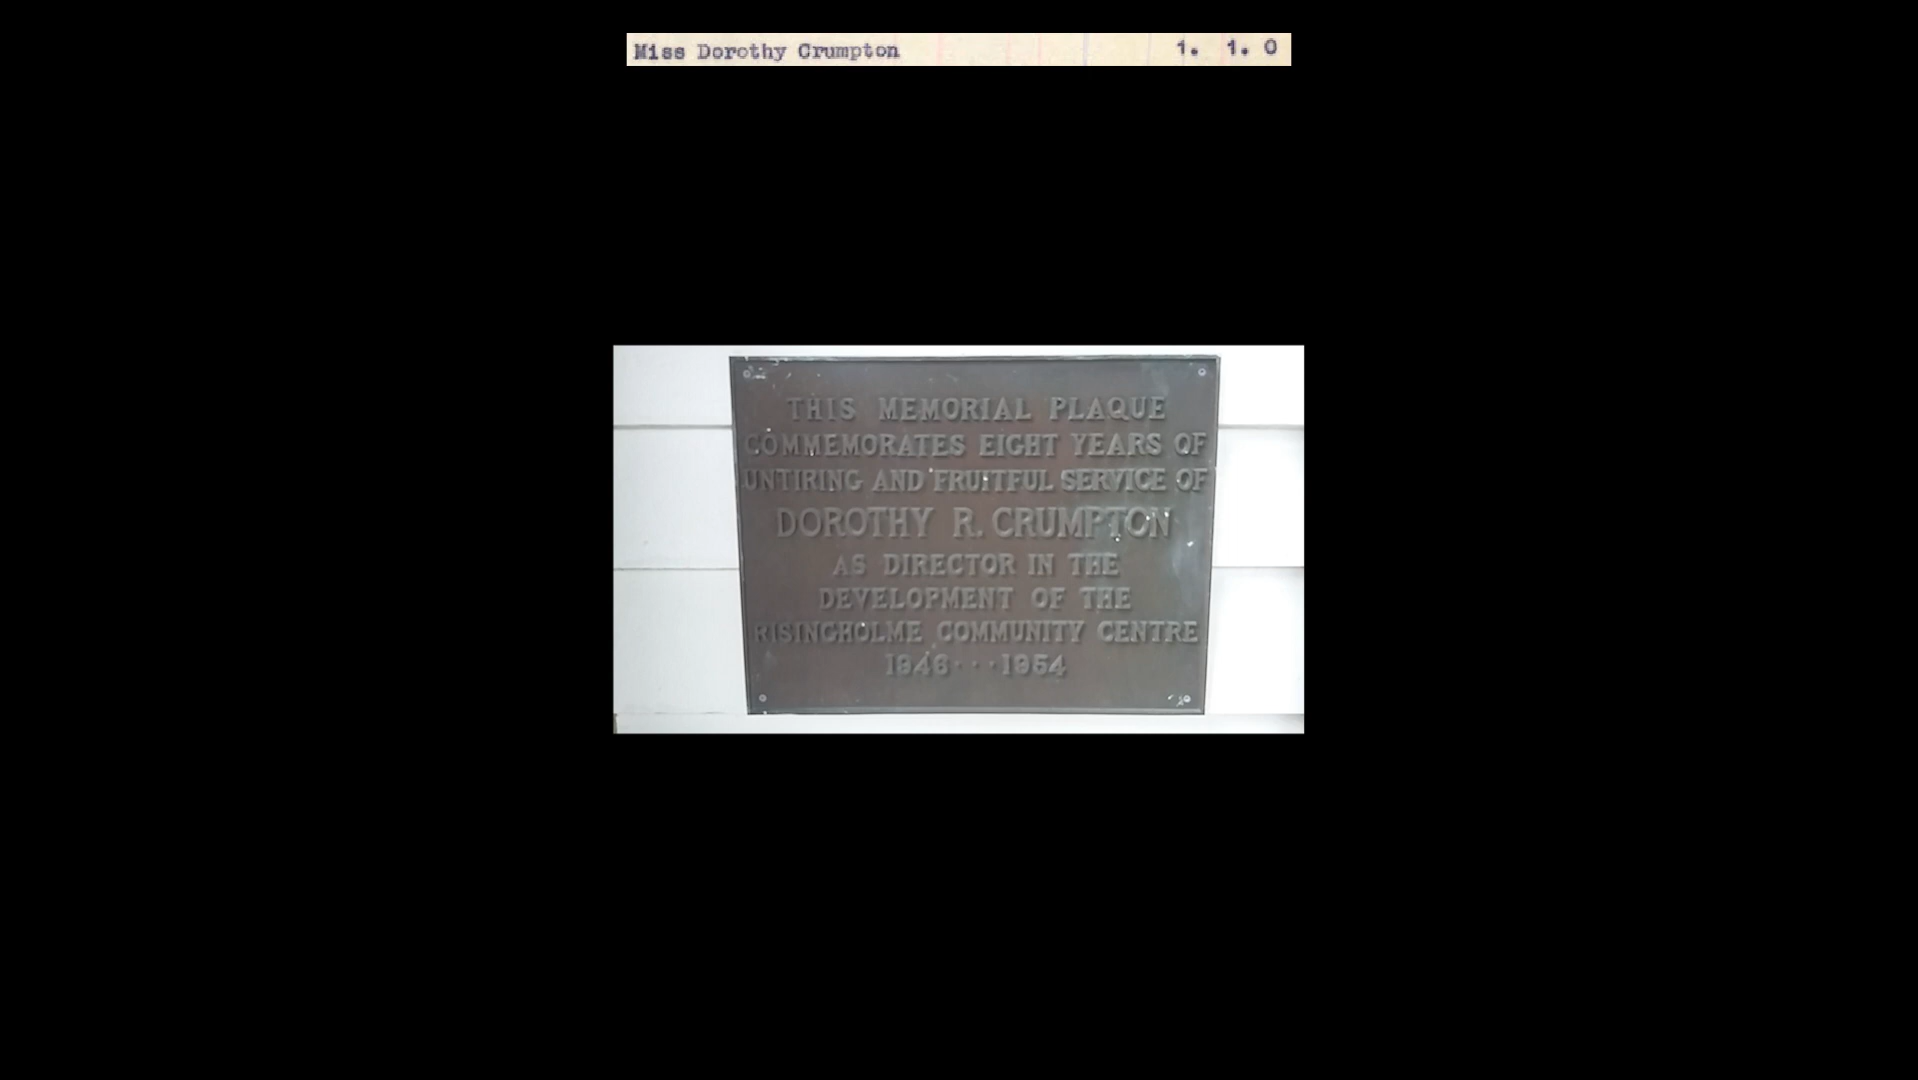 Miss Dorothy Crumpton 1. 1. 0
THIS MEMORIAL PLAQUE
COMMEMORATES EIGHT YEARS OF
UNTIRING AND FRUITFUL SERVICE OF
DOROTHY R. CRUMPTON
AS DIRECTOR IN THE
DEVELOPMENT OF THE
RISINGHOLME COMMUNITY CENTRE
1946 · · · 1954